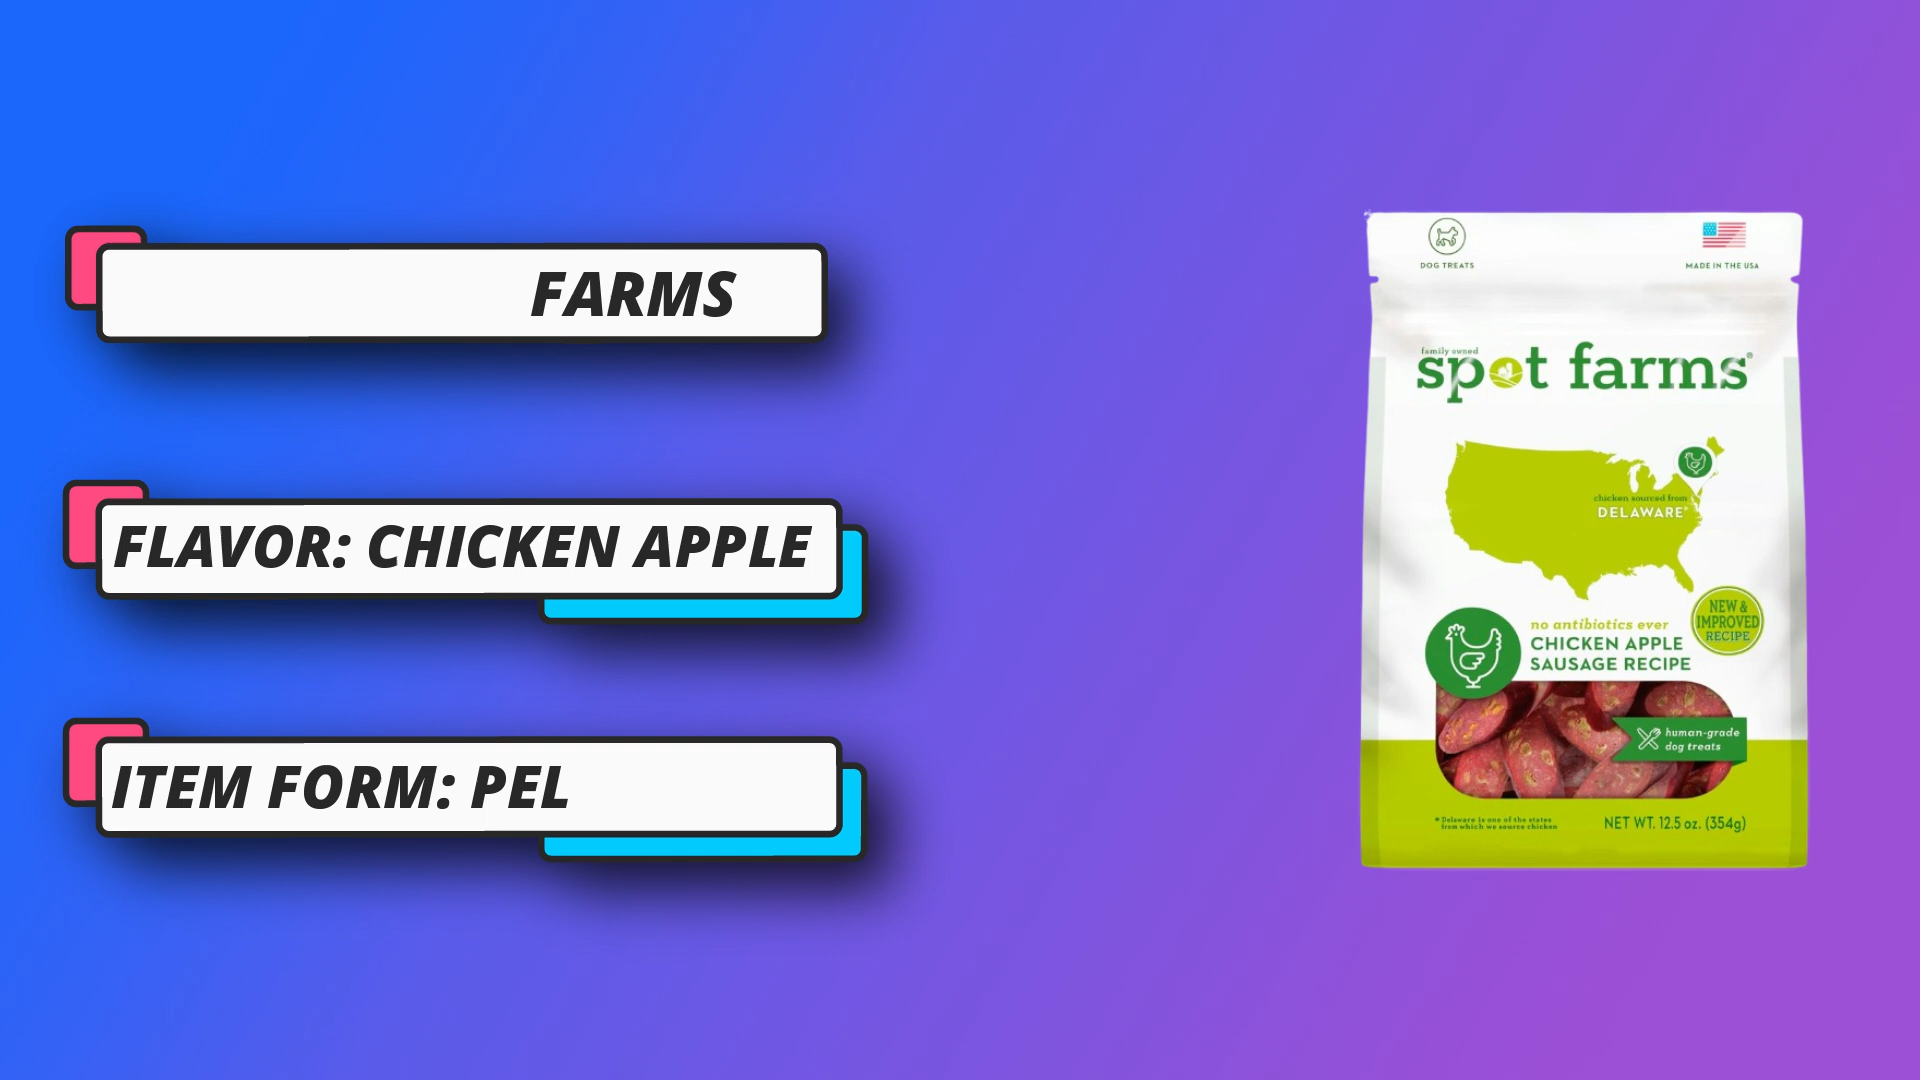 FARMS
FLAVOR: CHICKEN APPLE
ITEM FORM: PEL
DOG TREATS
MADE IN THE USA
family owned
spot farms®
chicken sourced from
DELAWARE*
NEW &
IMPROVED
RECIPE
no antibiotics ever
CHICKEN APPLE
SAUSAGE RECIPE
human-grade
dog treats
* Delaware is one of the states
from which we source chicken
NET WT. 12.5 oz. (354g)